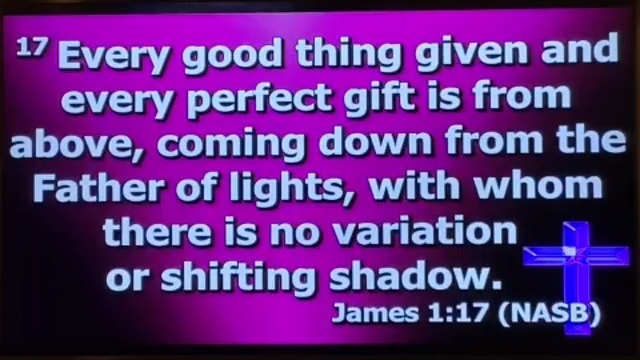 17 Every good thing given and
every perfect gift is from
above, coming down from the
Father of lights, with whom
there is no variation
or shifting shadow.
James 1:17 (NASB)